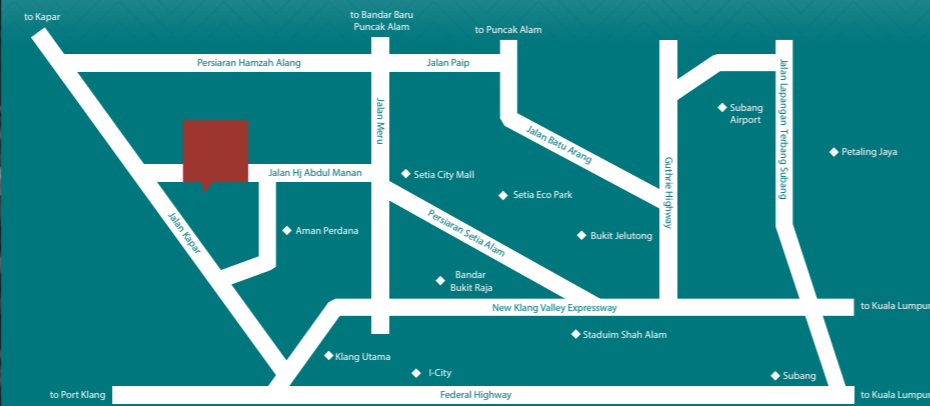 to Kapar
to Bandar Baru
Puncak Alam
to Puncak Alam
Persiaran Hamzah Alang
Jalan Paip
Jalan Meru
Jalan Lapangan Terbang Subang
Subang
Airport
Jalan Batu Arang
Petaling Jaya
Guthrie Highway
Jalan Hj Abdul Manan
Setia City Mall
Setia Eco Park
Jalan Kapar
Aman Perdana
Persiaran Setia Alam
Bukit Jelutong
Bandar
Bukit Raja
New Klang Valley Expressway
to Kuala Lumpur
Staduim Shah Alam
Klang Utama
I-City
Subang
to Port Klang
Federal Highway
to Kuala Lumpur